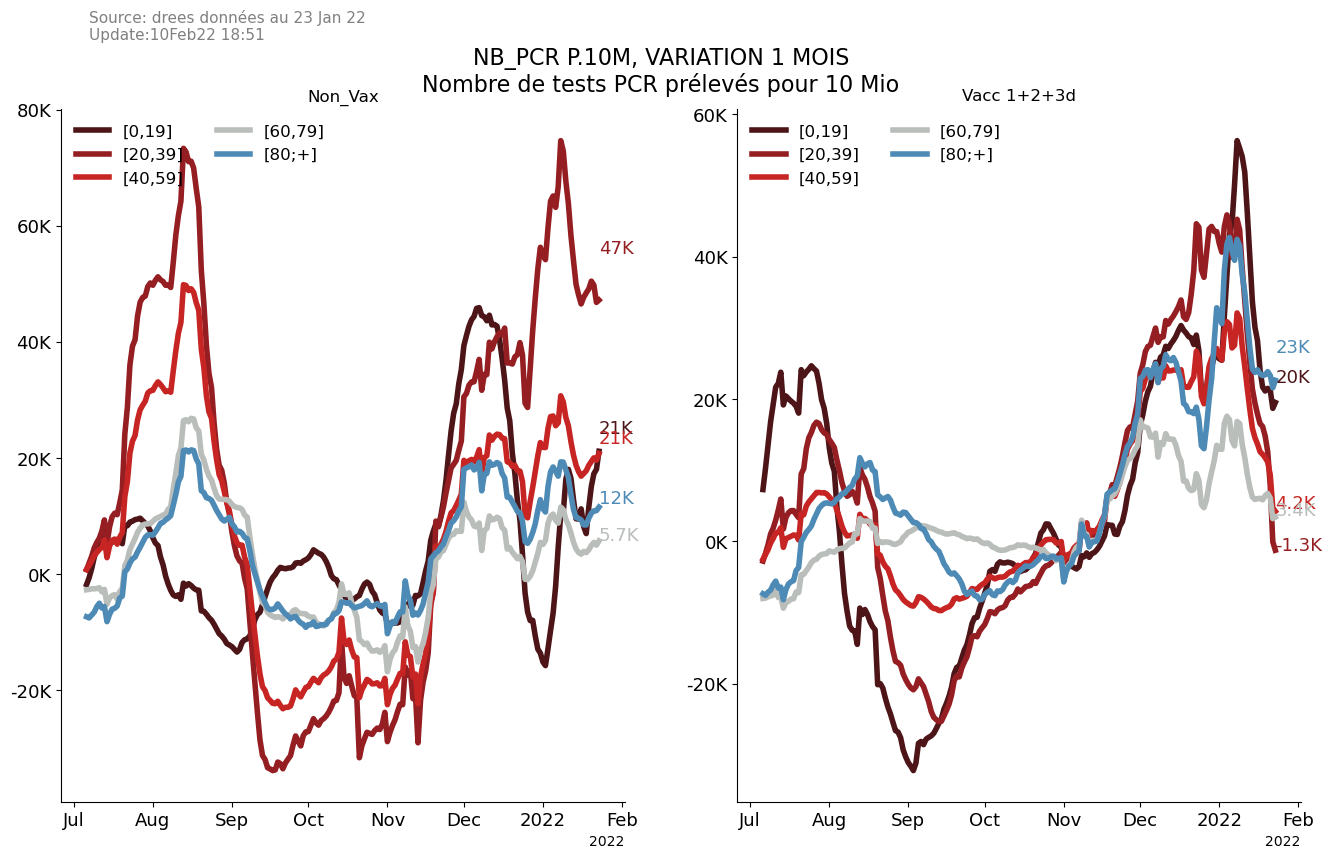 Source: drees données au 23 Jan 22
Update:10Feb22 18:51
NB_PCR P.10M, VARIATION 1 MOIS
Nombre de tests PCR prélevés pour 10 Mio
Non_Vax
80K
60K
40K
20K
0K
-20K
[0,19]
[20,39]
[40,59]
[60,79]
[80;+]
47K
21K
21K
12K
5.7K
Jul Aug Sep Oct Nov Dec 2022 Feb
2022
Vacc 1+2+3d
60K
40K
20K
0K
-20K
[0,19]
[20,39]
[40,59]
[60,79]
[80;+]
23K
20K
4.2K
3.4K
-1.3K
Jul Aug Sep Oct Nov Dec 2022 Feb
2022